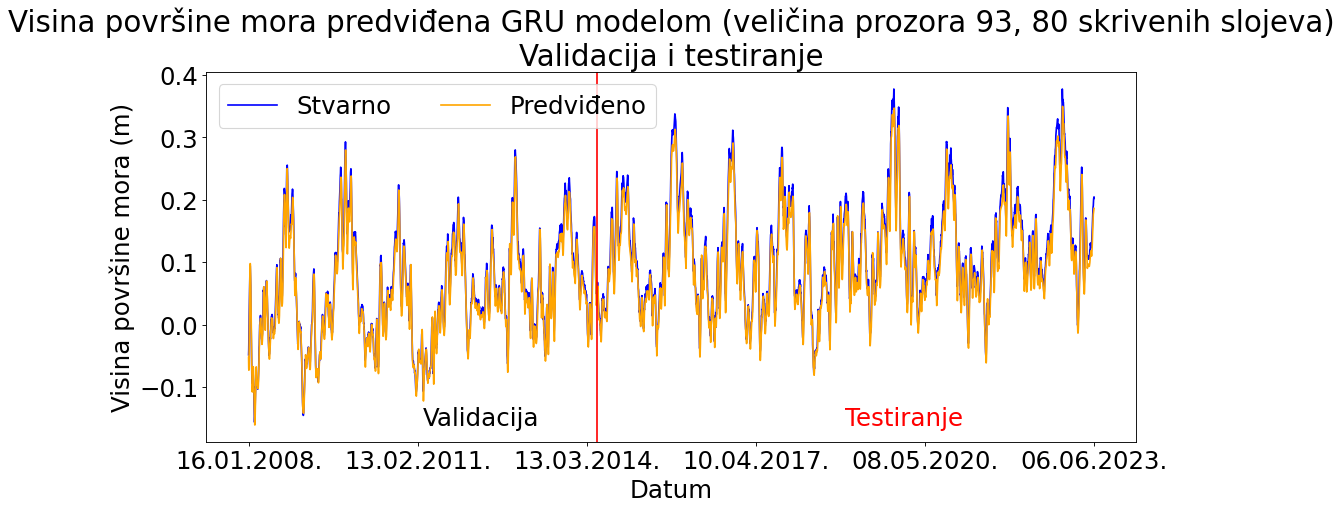 Visina površine mora predviđena GRU modelom (veličina prozora 93, 80 skrivenih slojeva)
Validacija i testiranje
Stvarno
Predviđeno
Visina površine mora (m)
0.4
0.3
0.2
0.1
0.0
−0.1
Validacija
Testiranje
16.01.2008.
13.02.2011.
13.03.2014.
10.04.2017.
08.05.2020.
06.06.2023.
Datum